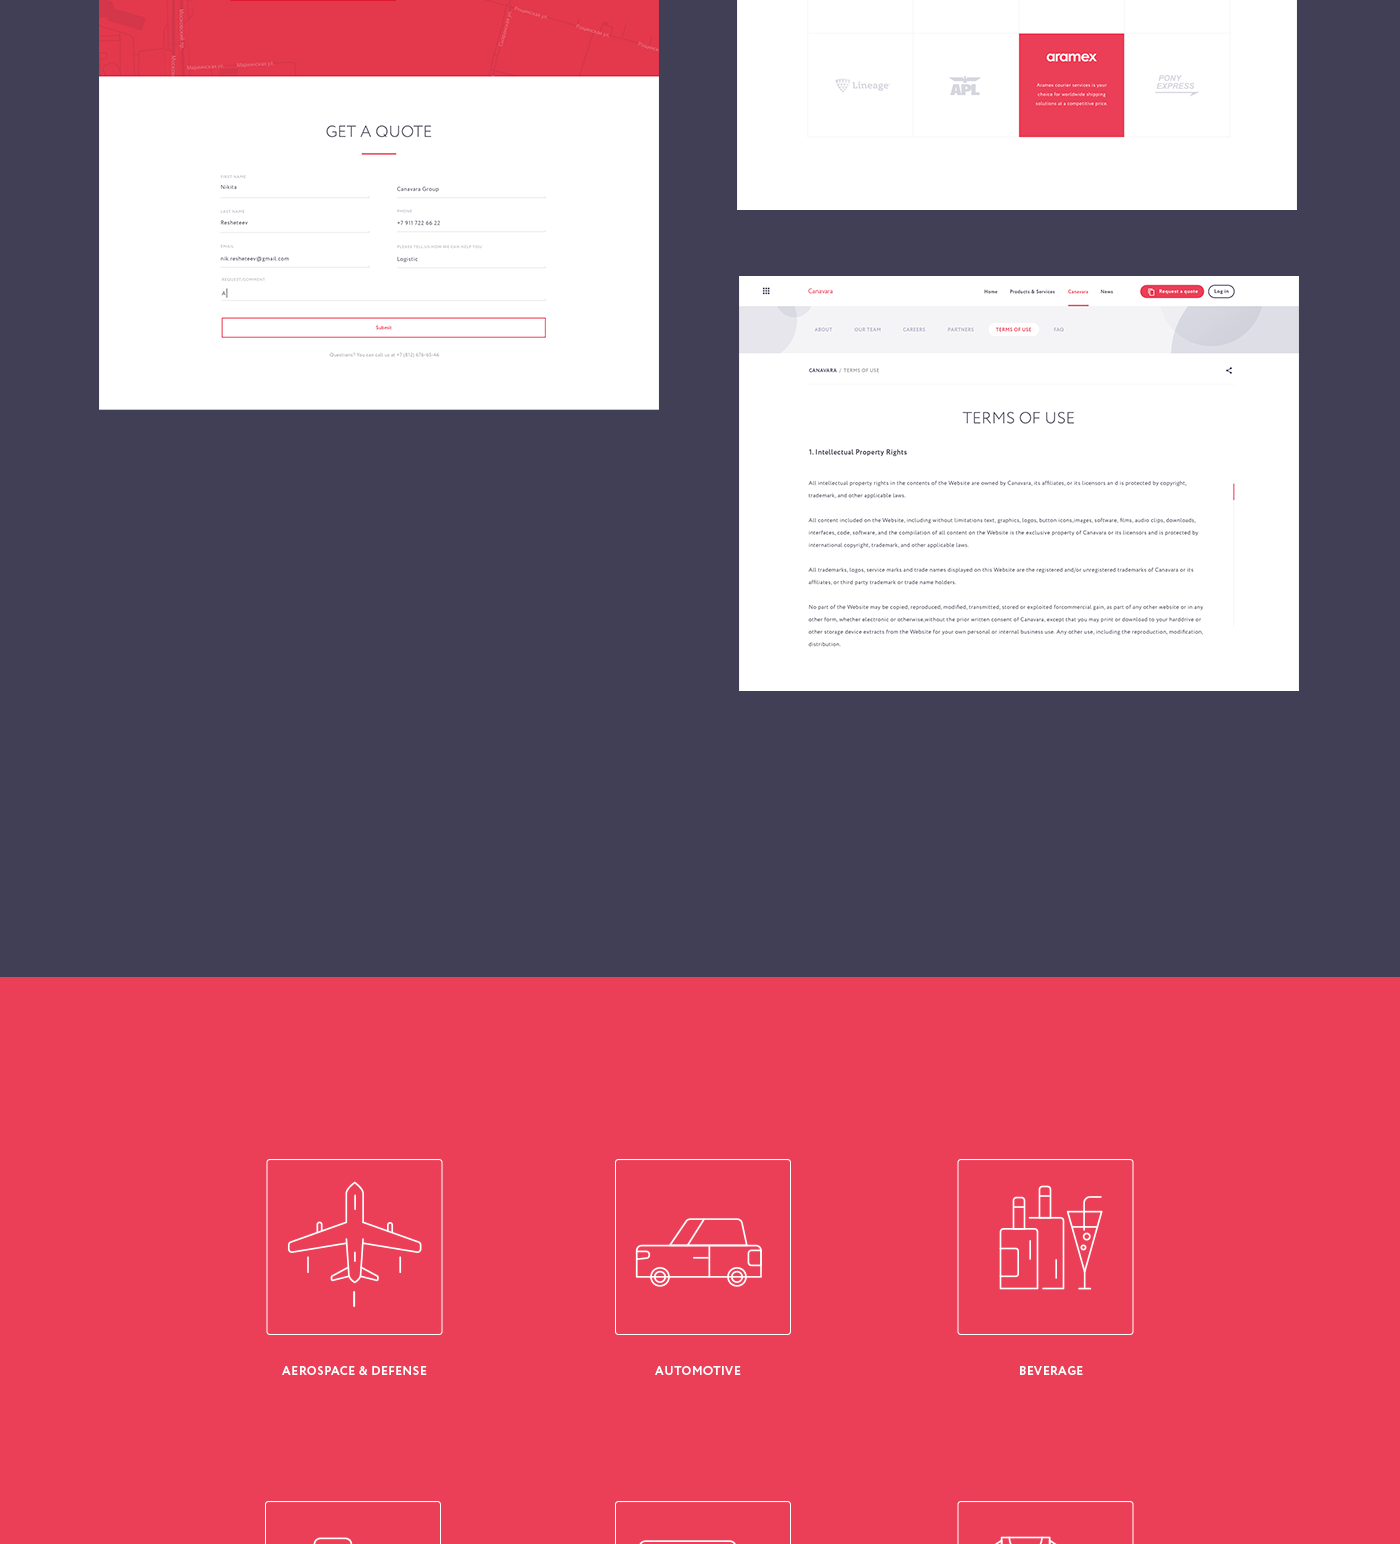 Московский пр.
Маринская ул.
Маринская ул.
Рощинская ул.
Рощинская ул.
GET A QUOTE
FIRST NAME
Nikita
Canavara Group
LAST NAME
Resheteev
PHONE
+7 911 722 66 22
EMAIL
nik.resheteev@gmail.com
PLEASE TELL US HOW WE CAN HELP YOU
Logistic
REQUEST COMMENT
A
Submit
Questions? You can call us at +7 (812) 676-65-46
Lineage
APL
aramex
Aramex courier services is your
choice for worldwide shipping
solutions at a competitive price.
PONY
EXPRESS
Canavara
Home
Products & Services
Canavara
News
Request a quote
Log in
ABOUT
OUR TEAM
CAREERS
PARTNERS
TERMS OF USE
FAQ
CANAVARA / TERMS OF USE
TERMS OF USE
1. Intellectual Property Rights
All intellectual property rights in the contents of the Website are owned by Canavara, its affiliates, or its licensors an d is protected by copyright,
trademark, and other applicable laws.
All content included on the Website, including without limitations text, graphics, logos, button icons,images, software, films, audio clips, downloads,
interfaces, code, software, and the compilation of all content on the Website is the exclusive property of Canavara or its licensors and is protected by
international copyright, trademark, and other applicable laws.
All trademarks, logos, service marks and trade names displayed on this Website are the registered and/or unregistered trademarks of Canavara or its
affiliates, or third party trademark or trade name holders.
No part of the Website may be copied, reproduced, modified, transmitted, stored or exploited forcommercial gain, as part of any other website or in any
other form, whether electronic or otherwise,without the prior written consent of Canavara, except that you may print or download to your harddrive or
other storage device extracts from the Website for your own personal or internal business use. Any other use, including the reproduction, modification,
distribution.
AEROSPACE & DEFENSE
AUTOMOTIVE
BEVERAGE